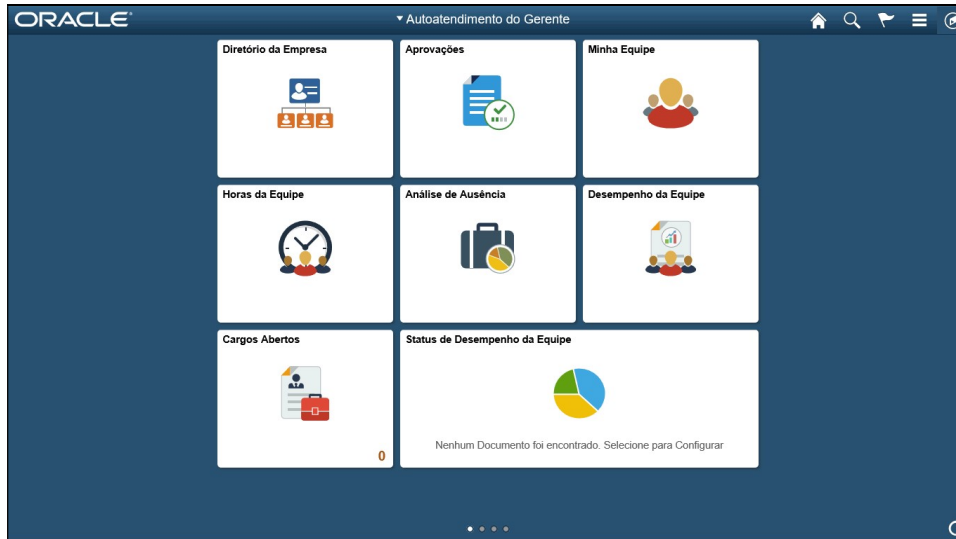 ORACLE
Autoatendimento do Gerente
Diretório da Empresa
Aprovações
Minha Equipe
Horas da Equipe
Análise de Ausência
Desempenho da Equipe
Cargos Abertos
0
Status de Desempenho da Equipe
Nenhum Documento foi encontrado. Selecione para Configurar